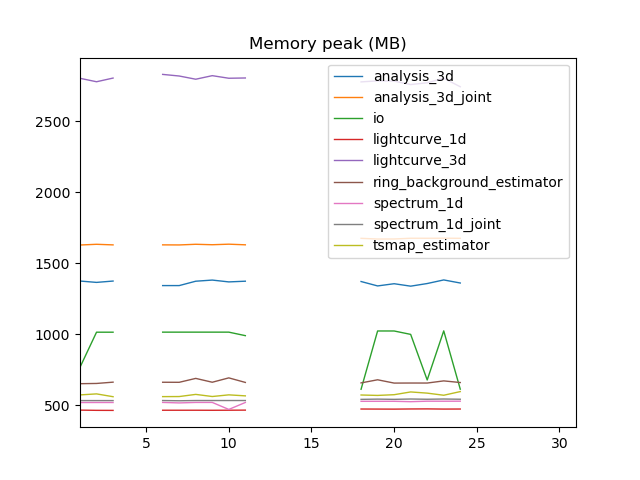 Memory peak (MB)
analysis_3d
analysis_3d_joint
io
lightcurve_1d
lightcurve_3d
ring_background_estimator
spectrum_1d
spectrum_1d_joint
tsmap_estimator
2500
2000
1500
1000
500
5 10 15 20 25 30